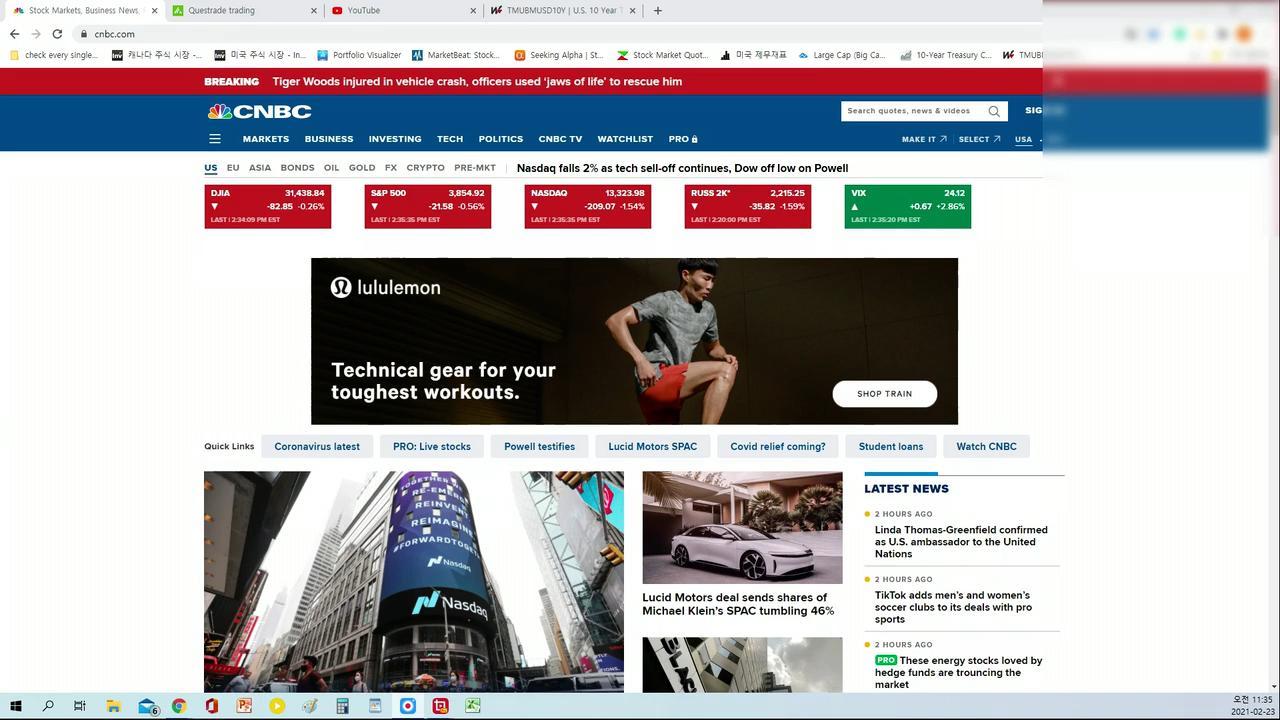 Stock Markets, Business News, F
Questrade trading
YouTube
TMUBMUSD10Y | U.S. 10 Year T
cnbc.com
check every single...
캐나다 주식 시장 -...
미국 주식 시장 - In...
Portfolio Visualizer
MarketBeat: Stock...
Seeking Alpha | St...
Stock Market Quot...
미국 제무재표
Large Cap (Big Ca...
10-Year Treasury C...
TMUB
BREAKING Tiger Woods injured in vehicle crash, officers used ‘jaws of life’ to rescue him
CNBC
Search quotes, news & videos
SIG
MARKETS BUSINESS INVESTING TECH POLITICS CNBC TV WATCHLIST PRO
MAKE IT SELECT USA
US EU ASIA BONDS OIL GOLD FX CRYPTO PRE-MKT
Nasdaq falls 2% as tech sell-off continues, Dow off low on Powell
DJIA 31,438.84
▼ -82.85 -0.26%
LAST | 2:34:09 PM EST
S&P 500 3,854.92
▼ -21.58 -0.56%
LAST | 2:35:35 PM EST
NASDAQ 13,323.98
▼ -209.07 -1.54%
LAST | 2:35:35 PM EST
RUSS 2K* 2,215.25
▼ -35.82 -1.59%
LAST | 2:20:00 PM EST
VIX 24.12
▲ +0.67 +2.86%
LAST | 2:35:20 PM EST
lululemon
Technical gear for your
toughest workouts.
SHOP TRAIN
Quick Links
Coronavirus latest
PRO: Live stocks
Powell testifies
Lucid Motors SPAC
Covid relief coming?
Student loans
Watch CNBC
TOGETHER
RE-EMER
REINVEN
REIMAGIN
#FORWARDTOGETH
Nasdaq
Nasdaq
Lucid Motors deal sends shares of
Michael Klein’s SPAC tumbling 46%
LATEST NEWS
2 HOURS AGO
Linda Thomas-Greenfield confirmed
as U.S. ambassador to the United
Nations
2 HOURS AGO
TikTok adds men’s and women’s
soccer clubs to its deals with pro
sports
2 HOURS AGO
PRO These energy stocks loved by
hedge funds are trouncing the
market
6
오전 11:35
2021-02-23